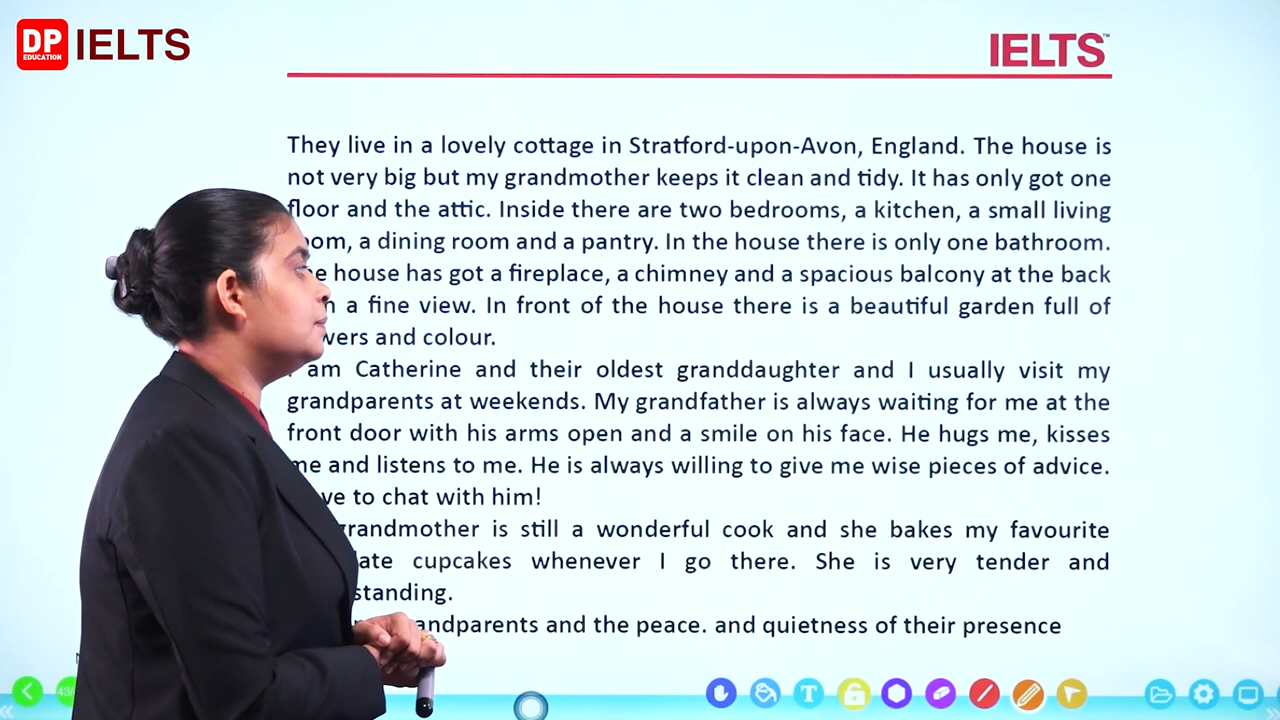 DP
EDUCATION
IELTS
IELTS™
They live in a lovely cottage in Stratford-upon-Avon, England. The house is
not very big but my grandmother keeps it clean and tidy. It has only got one
floor and the attic. Inside there are two bedrooms, a kitchen, a small living
a dining room and a pantry. In the house there is only one bathroom.
house has got a fireplace, a chimney and a spacious balcony at the back
a fine view. In front of the house there is a beautiful garden full of
and colour.
am Catherine and their oldest granddaughter and I usually visit my
grandparents at weekends. My grandfather is always waiting for me at the
front door with his arms open and a smile on his face. He hugs me, kisses
me and listens to me. He is always willing to give me wise pieces of advice.
to chat with him!
grandmother is still a wonderful cook and she bakes my favourite
cupcakes whenever I go there. She is very tender and
and the peace. and quietness of their presence
T